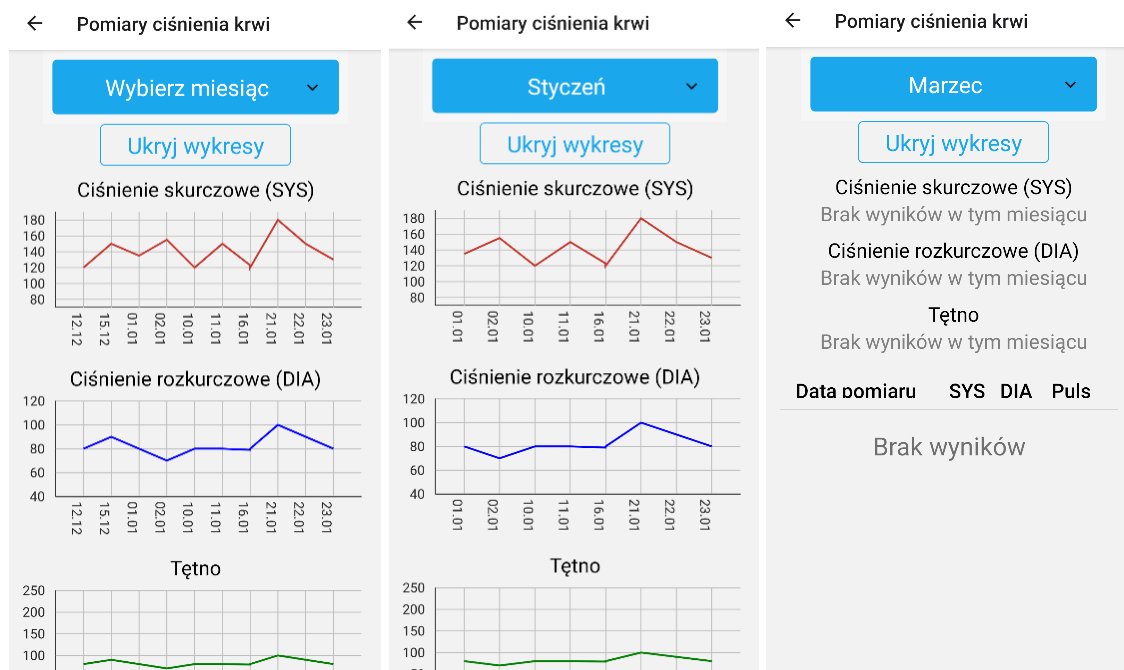 Pomiary ciśnienia krwi
Wybierz miesiąc
Ukryj wykresy
Ciśnienie skurczowe (SYS)
180
160
140
120
100
80
12.12
15.12
01.01
02.01
10.01
11.01
16.01
21.01
22.01
23.01
Ciśnienie rozkurczowe (DIA)
120
100
80
60
40
12.12
15.12
01.01
02.01
10.01
11.01
16.01
21.01
22.01
23.01
Tętno
250
200
150
100
Pomiary ciśnienia krwi
Styczeń
Ukryj wykresy
Ciśnienie skurczowe (SYS)
180
160
140
120
100
80
01.01
02.01
10.01
11.01
16.01
21.01
22.01
23.01
Ciśnienie rozkurczowe (DIA)
120
100
80
60
40
01.01
02.01
10.01
11.01
16.01
21.01
22.01
23.01
Tętno
250
200
150
100
Pomiary ciśnienia krwi
Marzec
Ukryj wykresy
Ciśnienie skurczowe (SYS)
Brak wyników w tym miesiącu
Ciśnienie rozkurczowe (DIA)
Brak wyników w tym miesiącu
Tętno
Brak wyników w tym miesiącu
Data pomiaru SYS DIA Puls
Brak wyników